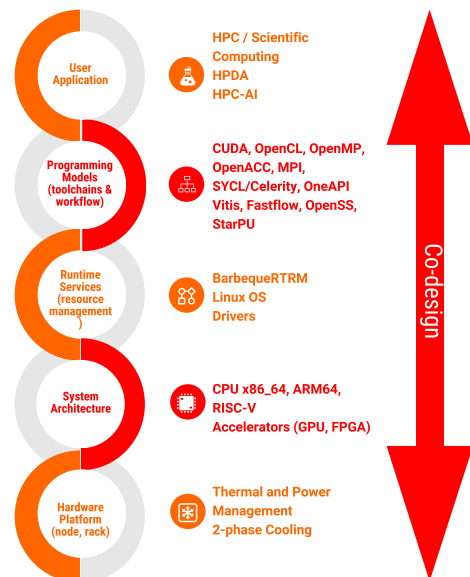 User
Application
HPC / Scientific
Computing
HPDA
HPC-AI
Programming
Models
(toolchains &
workflow)
CUDA, OpenCL, OpenMP,
OpenACC, MPI,
SYCL/Celerity, OneAPI
Vitis, Fastflow, OpenSS,
StarPU
Runtime
Services
(resource
management
)
BarbequeRTRM
Linux OS
Drivers
System
Architecture
CPU x86_64, ARM64,
RISC-V
Accelerators (GPU, FPGA)
Hardware
Platform
(node, rack)
Thermal and Power
Management
2-phase Cooling
Co-design